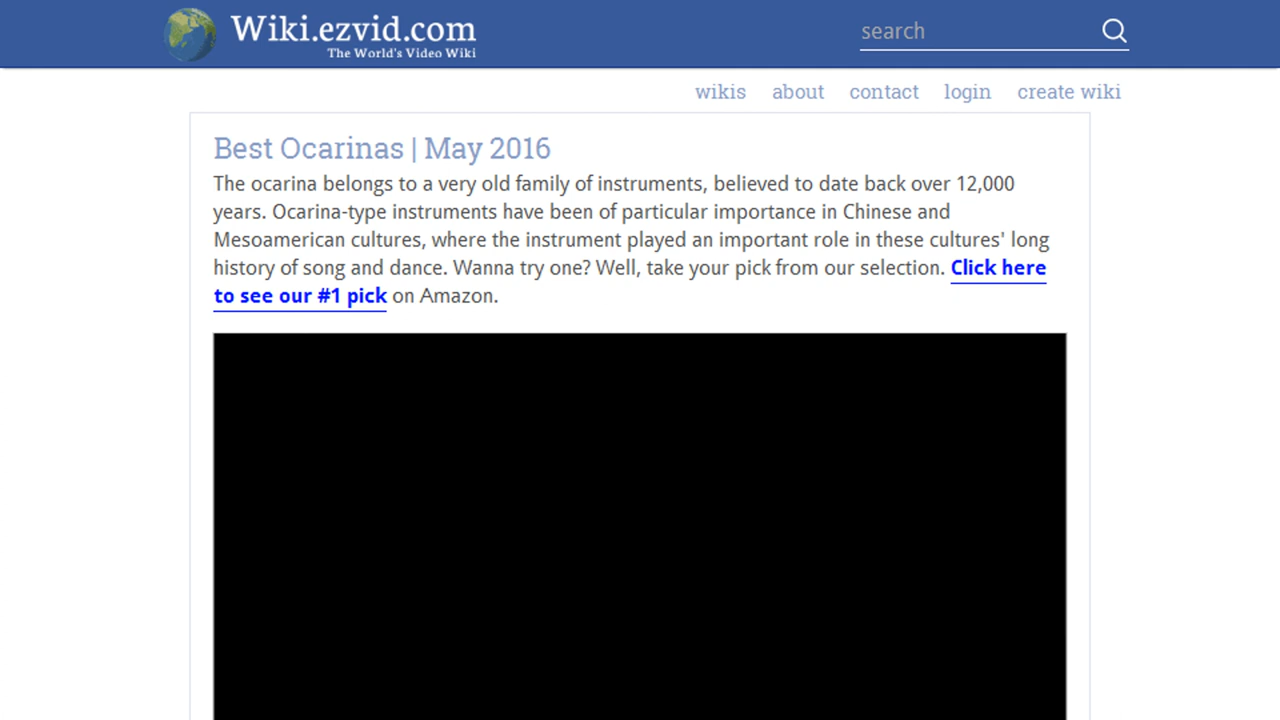 Wiki.ezvid.com
The World's Video Wiki
search
wikis about contact login create wiki
Best Ocarinas | May 2016
The ocarina belongs to a very old family of instruments, believed to date back over 12,000
years. Ocarina-type instruments have been of particular importance in Chinese and
Mesoamerican cultures, where the instrument played an important role in these cultures' long
history of song and dance. Wanna try one? Well, take your pick from our selection. Click here
to see our #1 pick on Amazon.